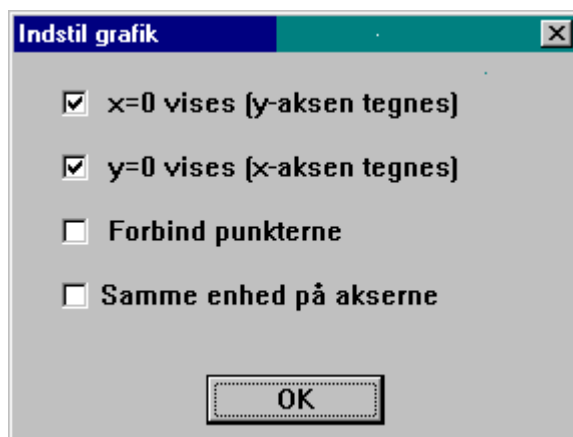 Indstil grafik
x=0 vises (y-aksen tegnes)
y=0 vises (x-aksen tegnes)
Forbind punkterne
Samme enhed på akserne
OK